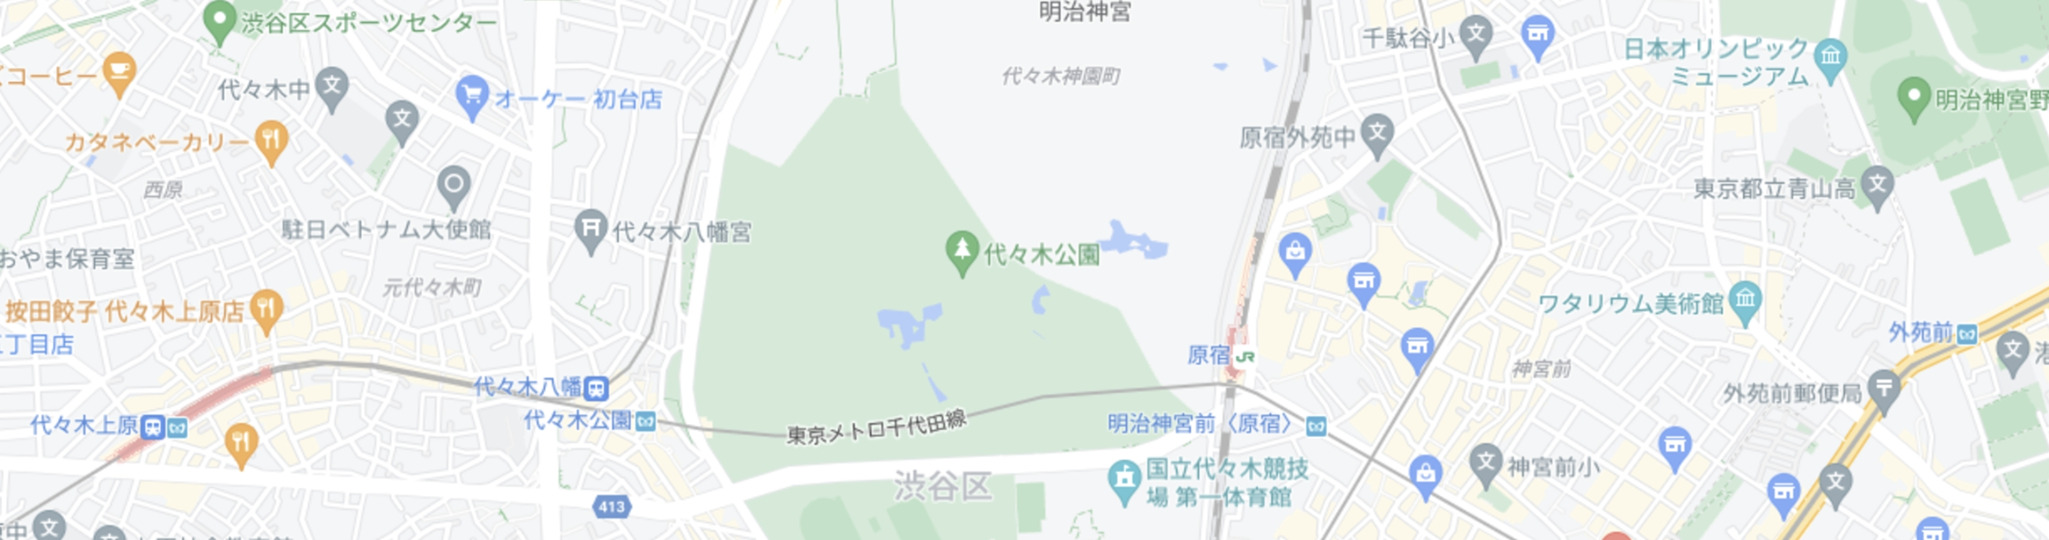 渋谷区スポーツセンター
明治神宮
千駄谷小
日本オリンピック
ミュージアム
コーヒー
代々木中
オーケー 初台店
代々木神園町
明治神宮野
カタネベーカリー
原宿外苑中
西原
東京都立青山高
駐日ベトナム大使館
代々木八幡宮
おやま保育室
代々木公園
元代々木町
按田餃子 代々木上原店
ワタリウム美術館
丁目店
外苑前
原宿
JR
神宮前
代々木八幡
外苑前郵便局
代々木上原
代々木公園
東京メトロ千代田線
明治神宮前〈原宿〉
国立代々木競技
場 第一体育館
神宮前小
渋谷区
413